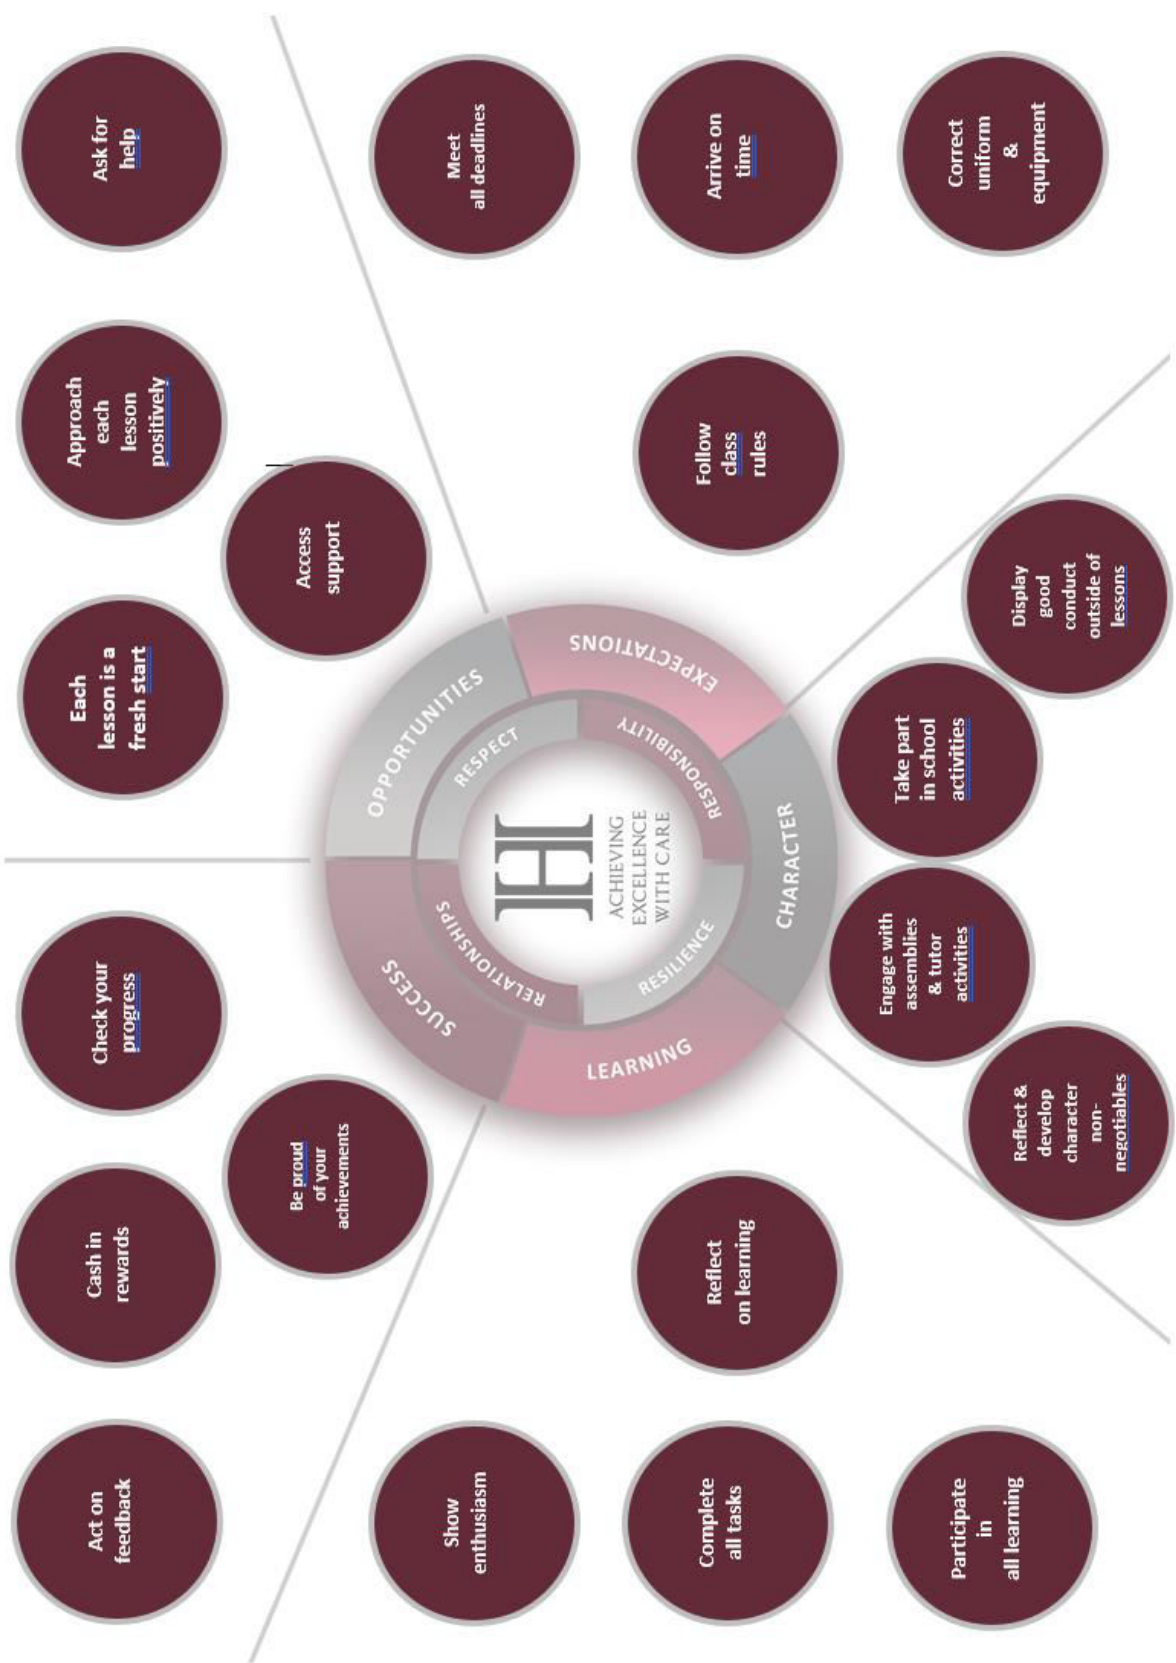 Act on
feedback
Cash in
rewards
Check your
progress
Be proud
of your
achievements
Each
lesson is a
fresh start
Approach
each
lesson
positively
Ask for
help
Access
support
SUCCESS
OPPORTUNITIES
RELATIONSHIPS
RESPECT
ACHIEVING
EXCELLENCE
WITH CARE
LEARNING
EXPECTATIONS
RESILIENCE
RESPONSIBILITY
CHARACTER
Show
enthusiasm
Complete
all tasks
Participate
in
all learning
Reflect
on learning
Meet
all deadlines
Arrive on
time
Correct
uniform
&
equipment
Follow
class
rules
Reflect &
develop
character
non-
negotiables
Engage with
assemblies
& tutor
activities
Take part
in school
activities
Display
good
conduct
outside of
lessons